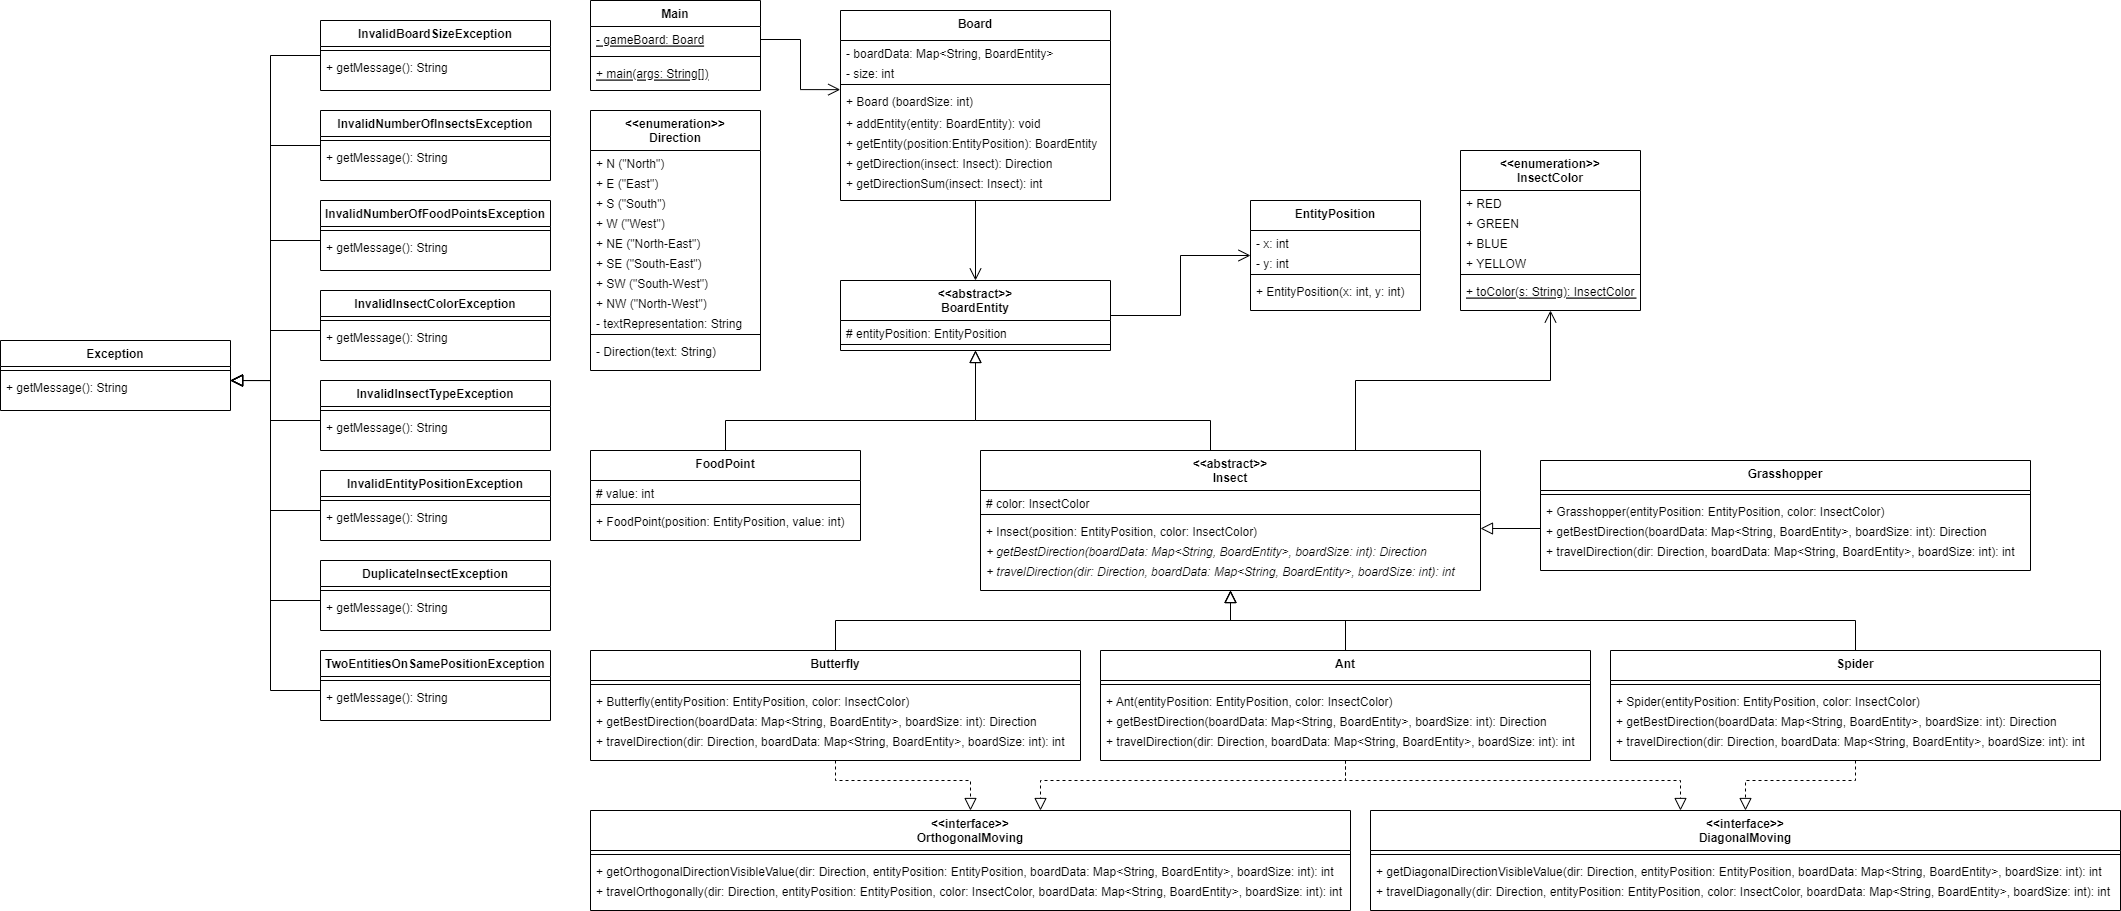 Exception
+ getMessage(): String
InvalidBoardSizeException
+ getMessage(): String
InvalidNumberOfInsectsException
+ getMessage(): String
InvalidNumberOfFoodPointsException
+ getMessage(): String
InvalidInsectColorException
+ getMessage(): String
InvalidInsectTypeException
+ getMessage(): String
InvalidEntityPositionException
+ getMessage(): String
DuplicateInsectException
+ getMessage(): String
TwoEntitiesOnSamePositionException
+ getMessage(): String
Main
- gameBoard: Board
+ main(args: String[])
<<enumeration>>
Direction
+ N ("North")
+ E ("East")
+ S ("South")
+ W ("West")
+ NE ("North-East")
+ SE ("South-East")
+ SW ("South-West")
+ NW ("North-West")
- textRepresentation: String
- Direction(text: String)
Board
- boardData: Map<String, BoardEntity>
- size: int
+ Board (boardSize: int)
+ addEntity(entity: BoardEntity): void
+ getEntity(position:EntityPosition): BoardEntity
+ getDirection(insect: Insect): Direction
+ getDirectionSum(insect: Insect): int
<<abstract>>
BoardEntity
# entityPosition: EntityPosition
EntityPosition
- x: int
- y: int
+ EntityPosition(x: int, y: int)
<<enumeration>>
InsectColor
+ RED
+ GREEN
+ BLUE
+ YELLOW
+ toColor(s: String): InsectColor
FoodPoint
# value: int
+ FoodPoint(position: EntityPosition, value: int)
<<abstract>>
Insect
# color: InsectColor
+ Insect(position: EntityPosition, color: InsectColor)
+ getBestDirection(boardData: Map<String, BoardEntity>, boardSize: int): Direction
+ travelDirection(dir: Direction, boardData: Map<String, BoardEntity>, boardSize: int): int
Grasshopper
+ Grasshopper(entityPosition: EntityPosition, color: InsectColor)
+ getBestDirection(boardData: Map<String, BoardEntity>, boardSize: int): Direction
+ travelDirection(dir: Direction, boardData: Map<String, BoardEntity>, boardSize: int): int
Butterfly
+ Butterfly(entityPosition: EntityPosition, color: InsectColor)
+ getBestDirection(boardData: Map<String, BoardEntity>, boardSize: int): Direction
+ travelDirection(dir: Direction, boardData: Map<String, BoardEntity>, boardSize: int): int
Ant
+ Ant(entityPosition: EntityPosition, color: InsectColor)
+ getBestDirection(boardData: Map<String, BoardEntity>, boardSize: int): Direction
+ travelDirection(dir: Direction, boardData: Map<String, BoardEntity>, boardSize: int): int
Spider
+ Spider(entityPosition: EntityPosition, color: InsectColor)
+ getBestDirection(boardData: Map<String, BoardEntity>, boardSize: int): Direction
+ travelDirection(dir: Direction, boardData: Map<String, BoardEntity>, boardSize: int): int
<<interface>>
OrthogonalMoving
+ getOrthogonalDirectionVisibleValue(dir: Direction, entityPosition: EntityPosition, boardData: Map<String, BoardEntity>, boardSize: int): int
+ travelOrthogonally(dir: Direction, entityPosition: EntityPosition, color: InsectColor, boardData: Map<String, BoardEntity>, boardSize: int): int
<<interface>>
DiagonalMoving
+ getDiagonalDirectionVisibleValue(dir: Direction, entityPosition: EntityPosition, boardData: Map<String, BoardEntity>, boardSize: int): int
+ travelDiagonally(dir: Direction, entityPosition: EntityPosition, color: InsectColor, boardData: Map<String, BoardEntity>, boardSize: int): int